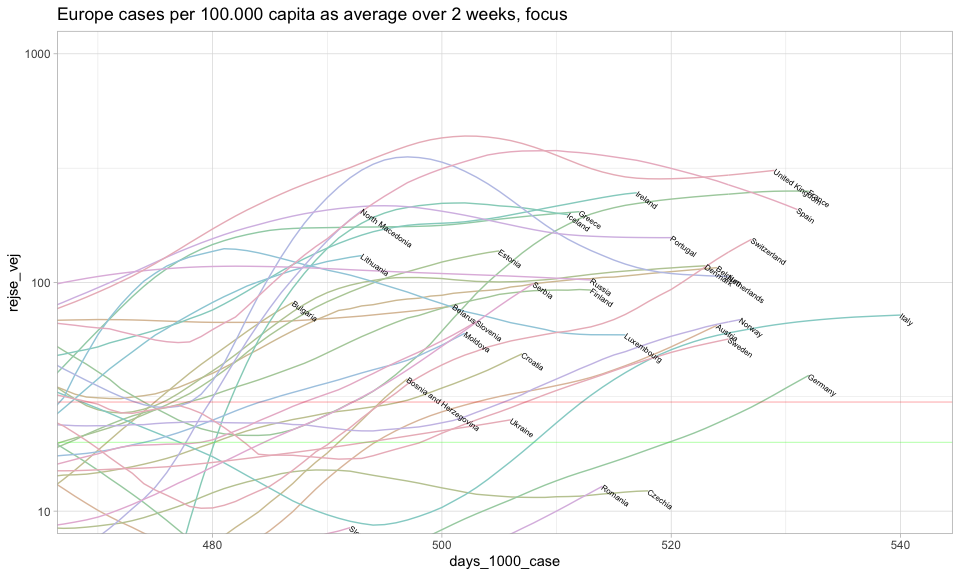 Europe cases per 100.000 capita as average over 2 weeks, focus
1000
United Kingdom
France
Ireland
Spain
North Macedonia
Greece
Iceland
Portugal
Switzerland
Estonia
Lithuania
100
Denmark
Netherlands
Russia
Serbia
Finland
Bulgaria
Belarus
Slovenia
Italy
Norway
Moldova
Luxembourg
Austria
Sweden
Croatia
Bosnia and Herzegovina
Germany
Ukraine
Romania
Czechia
10
rejse_vej
480
500
520
540
days_1000_case